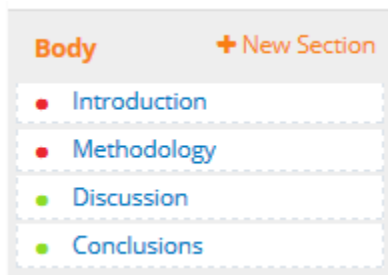 Body
+ New Section
Introduction
Methodology
Discussion
Conclusions